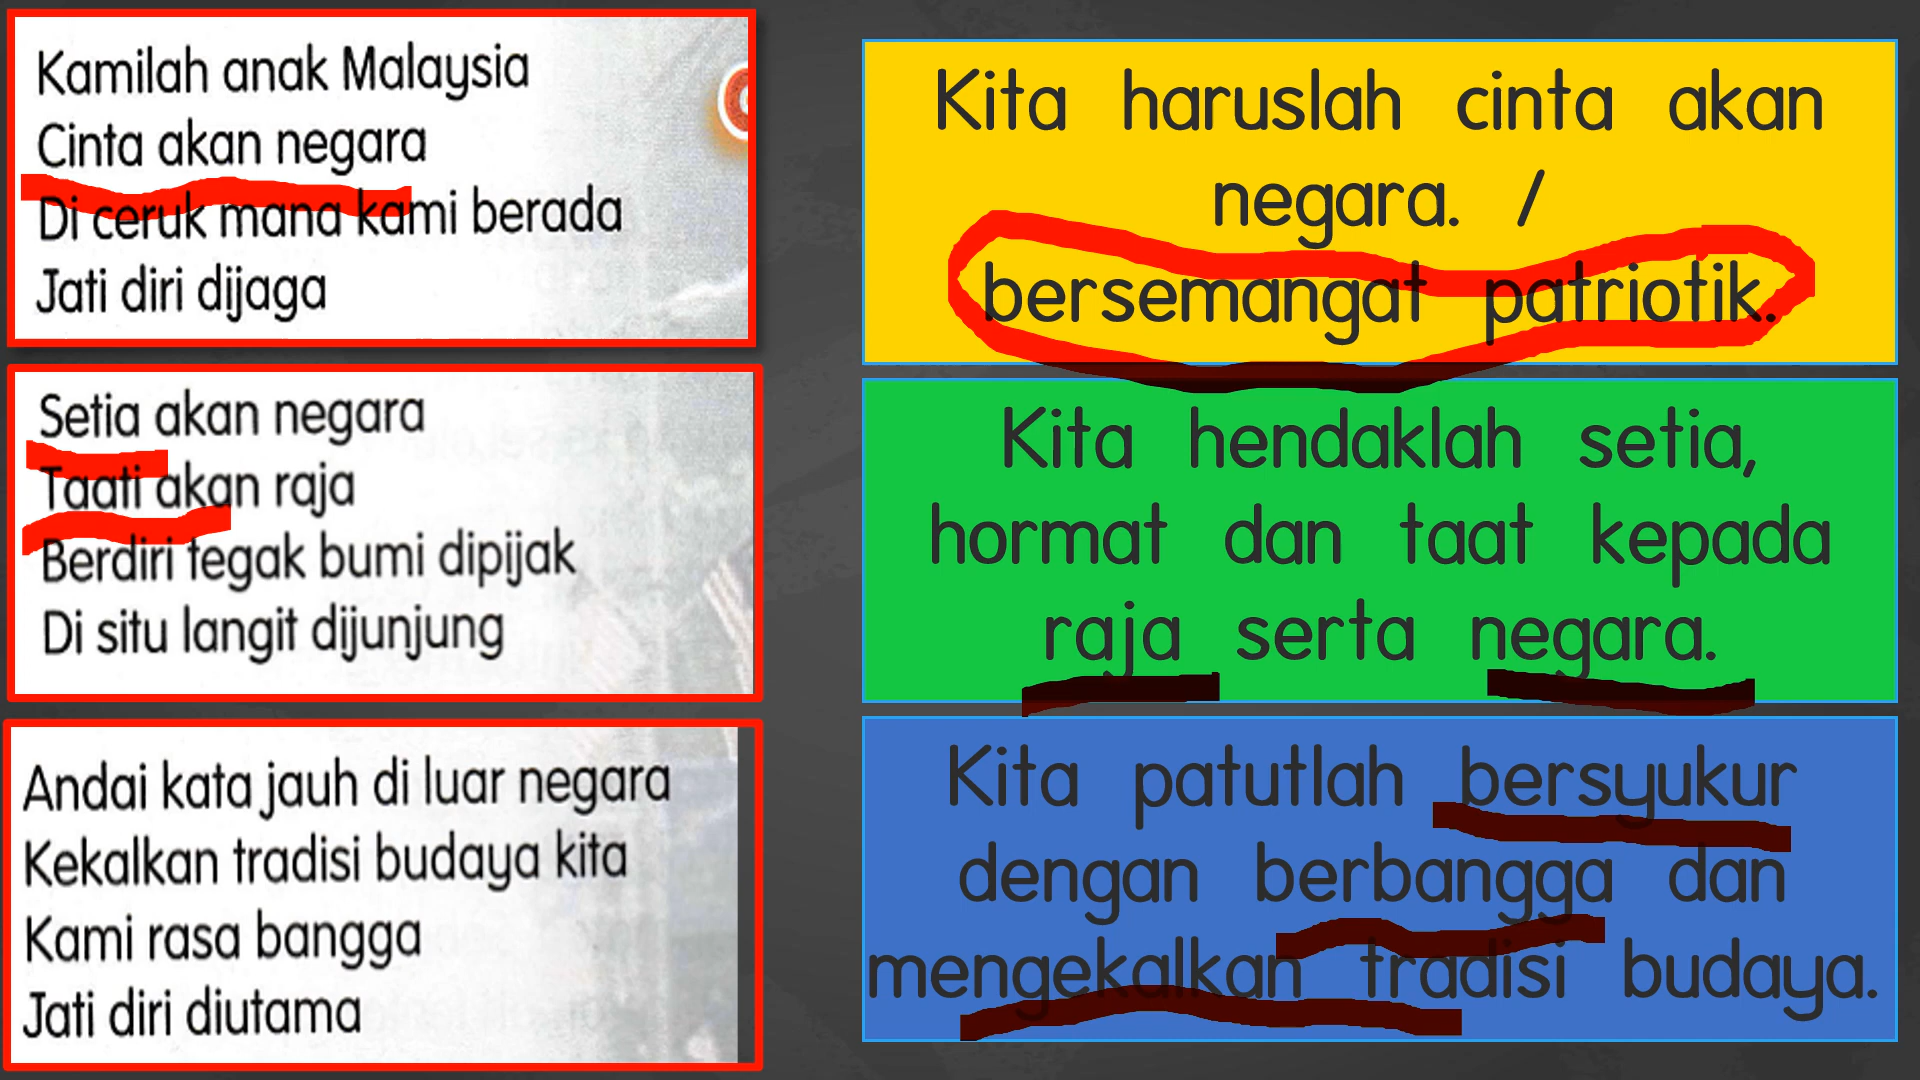 Kamilah anak Malaysia
Cinta akan negara
Di ceruk mana kami berada
Jati diri dijaga
Setia akan negara
Taati akan raja
Berdiri tegak bumi dipijak
Di situ langit dijunjung
Andai kata jauh di luar negara
Kekalkan tradisi budaya kita
Kami rasa bangga
Jati diri diutama
Kita haruslah cinta akan
negara. /
bersemangat patriotik.
Kita hendaklah setia,
hormat dan taat kepada
raja serta negara.
Kita patutlah bersyukur
dengan berbangga dan
mengekalkan tradisi budaya.